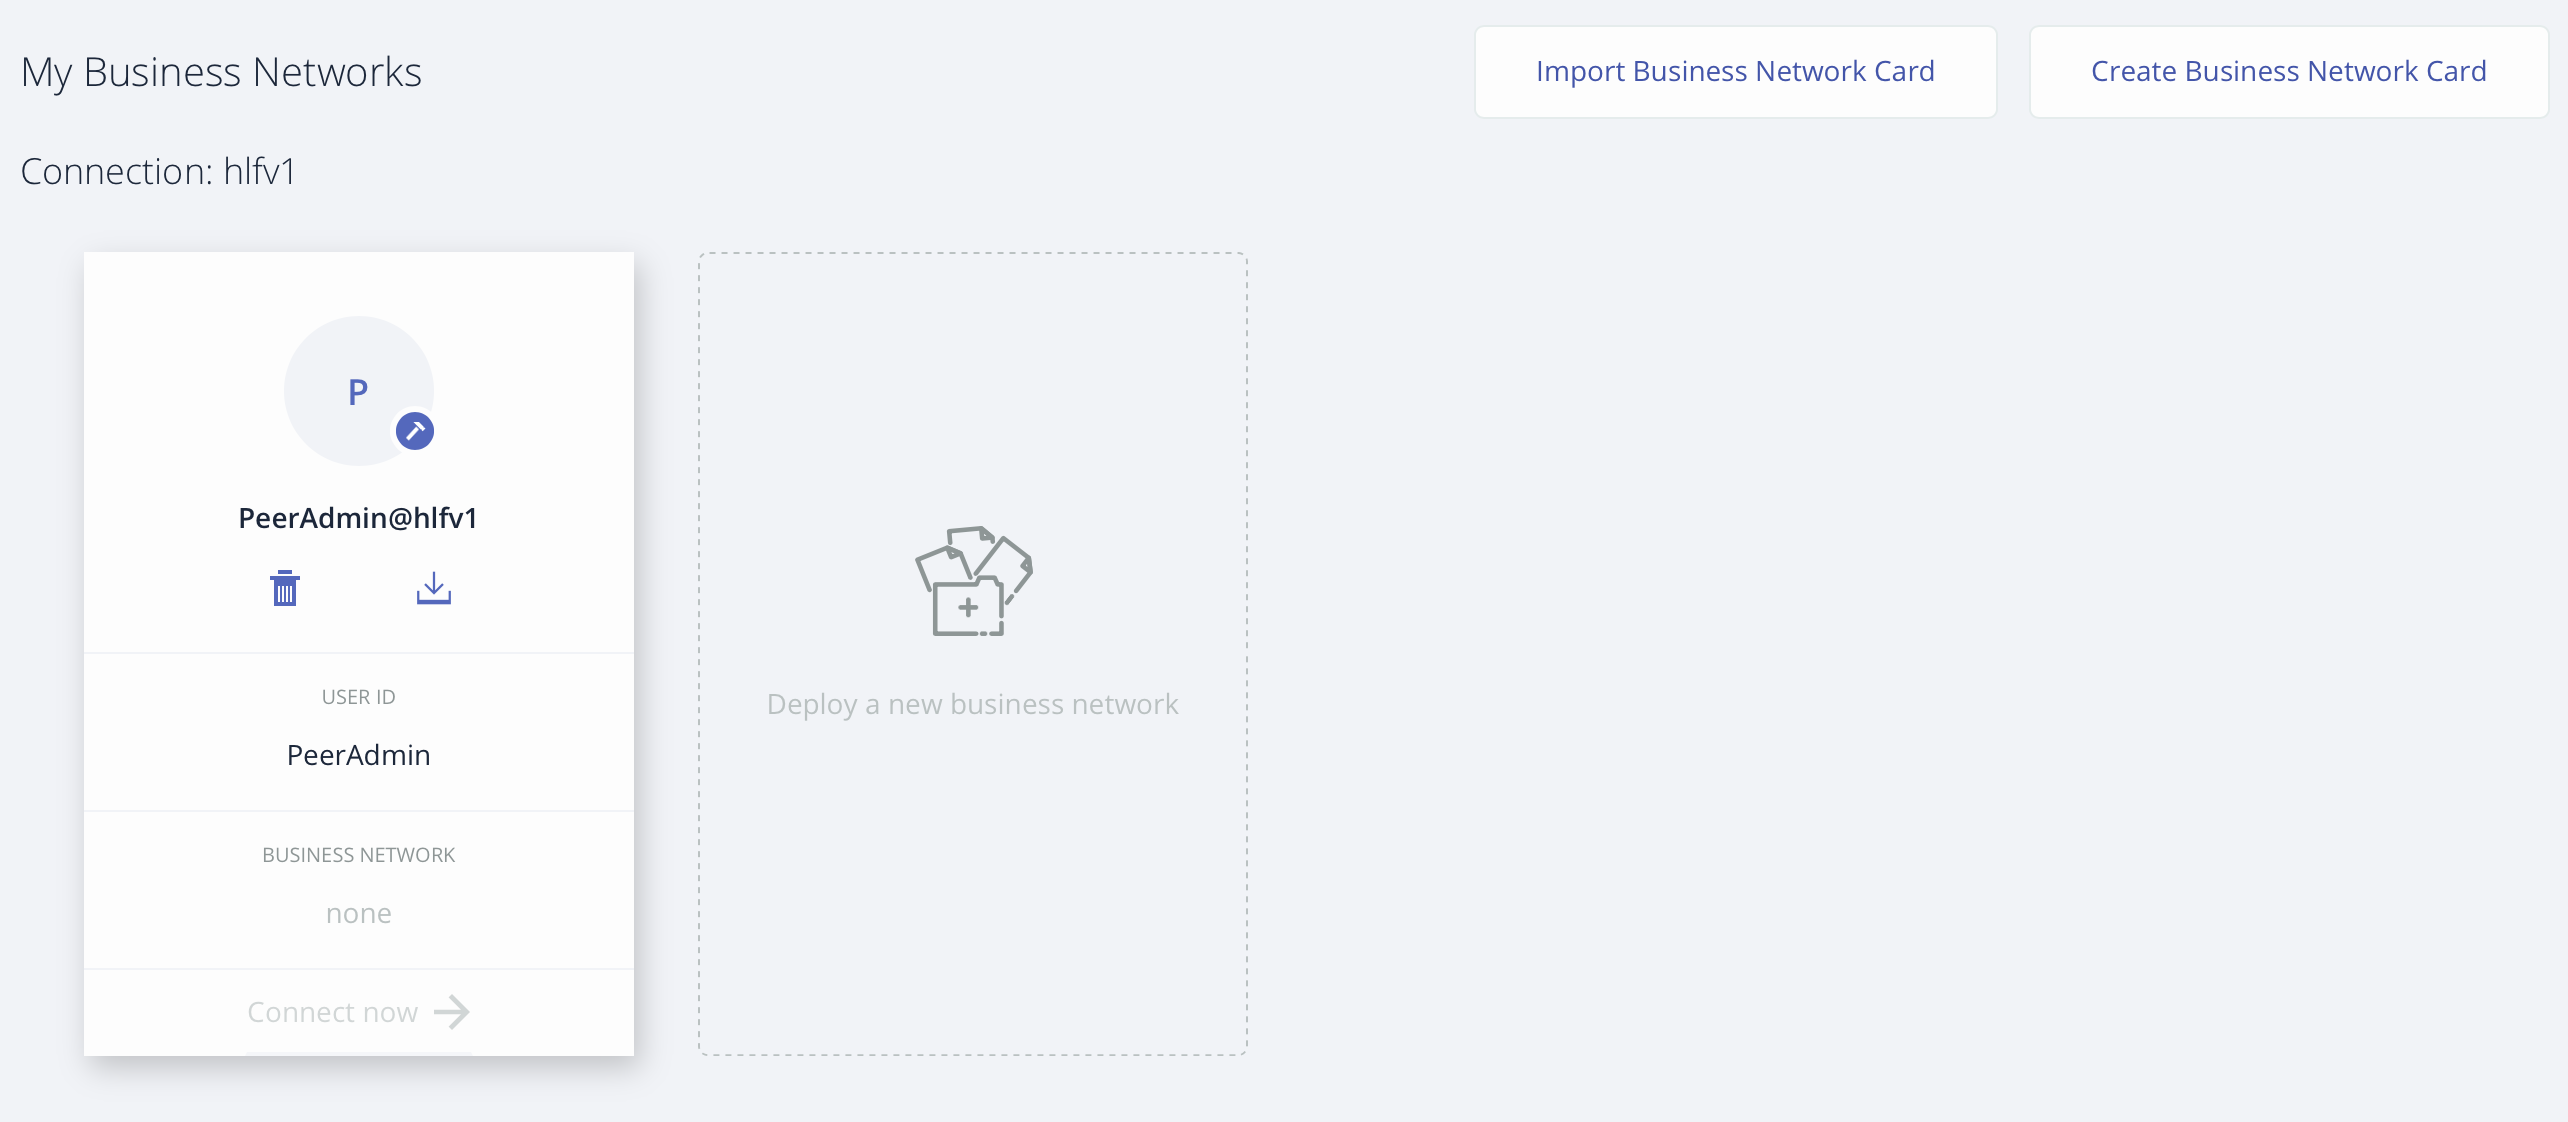 My Business Networks
Import Business Network Card
Create Business Network Card
Connection: hlfv1
P
PeerAdmin@hlfv1
USER ID
PeerAdmin
BUSINESS NETWORK
none
Connect now
Deploy a new business network